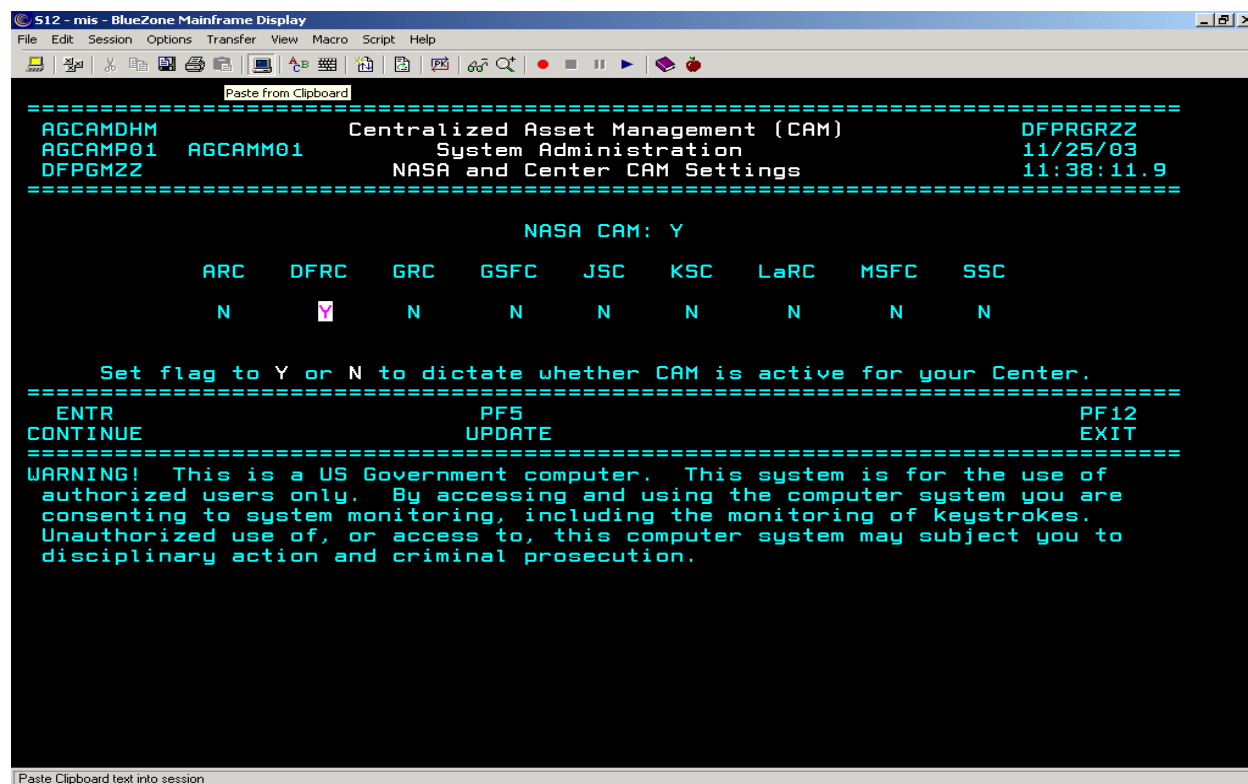 S12 - mis - BlueZone Mainframe Display
File Edit Session Options Transfer View Macro Script Help
Paste from Clipboard
================================================================================
AGCAMDHM Centralized Asset Management (CAM) DFPRGRZZ
AGCAMP01 AGCAMM01 System Administration 11/25/03
DFPGMZZ NASA and Center CAM Settings 11:38:11.9
================================================================================
NASA CAM: Y
ARC DFRC GRC GSFC JSC KSC LaRC MSFC SSC
N Y N N N N N N N
Set flag to Y or N to dictate whether CAM is active for your Center.
================================================================================
ENTR PF5 PF12
CONTINUE UPDATE EXIT
================================================================================
WARNING! This is a US Government computer. This system is for the use of
authorized users only. By accessing and using the computer system you are
consenting to system monitoring, including the monitoring of keystrokes.
Unauthorized use of, or access to, this computer system may subject you to
disciplinary action and criminal prosecution.
Paste Clipboard text into session